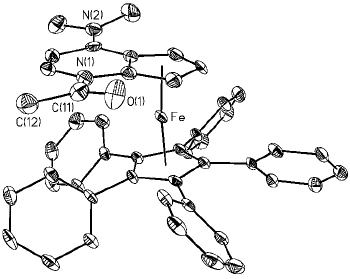 N(2)
N(1)
C(11)
O(1)
C(12)
Fe